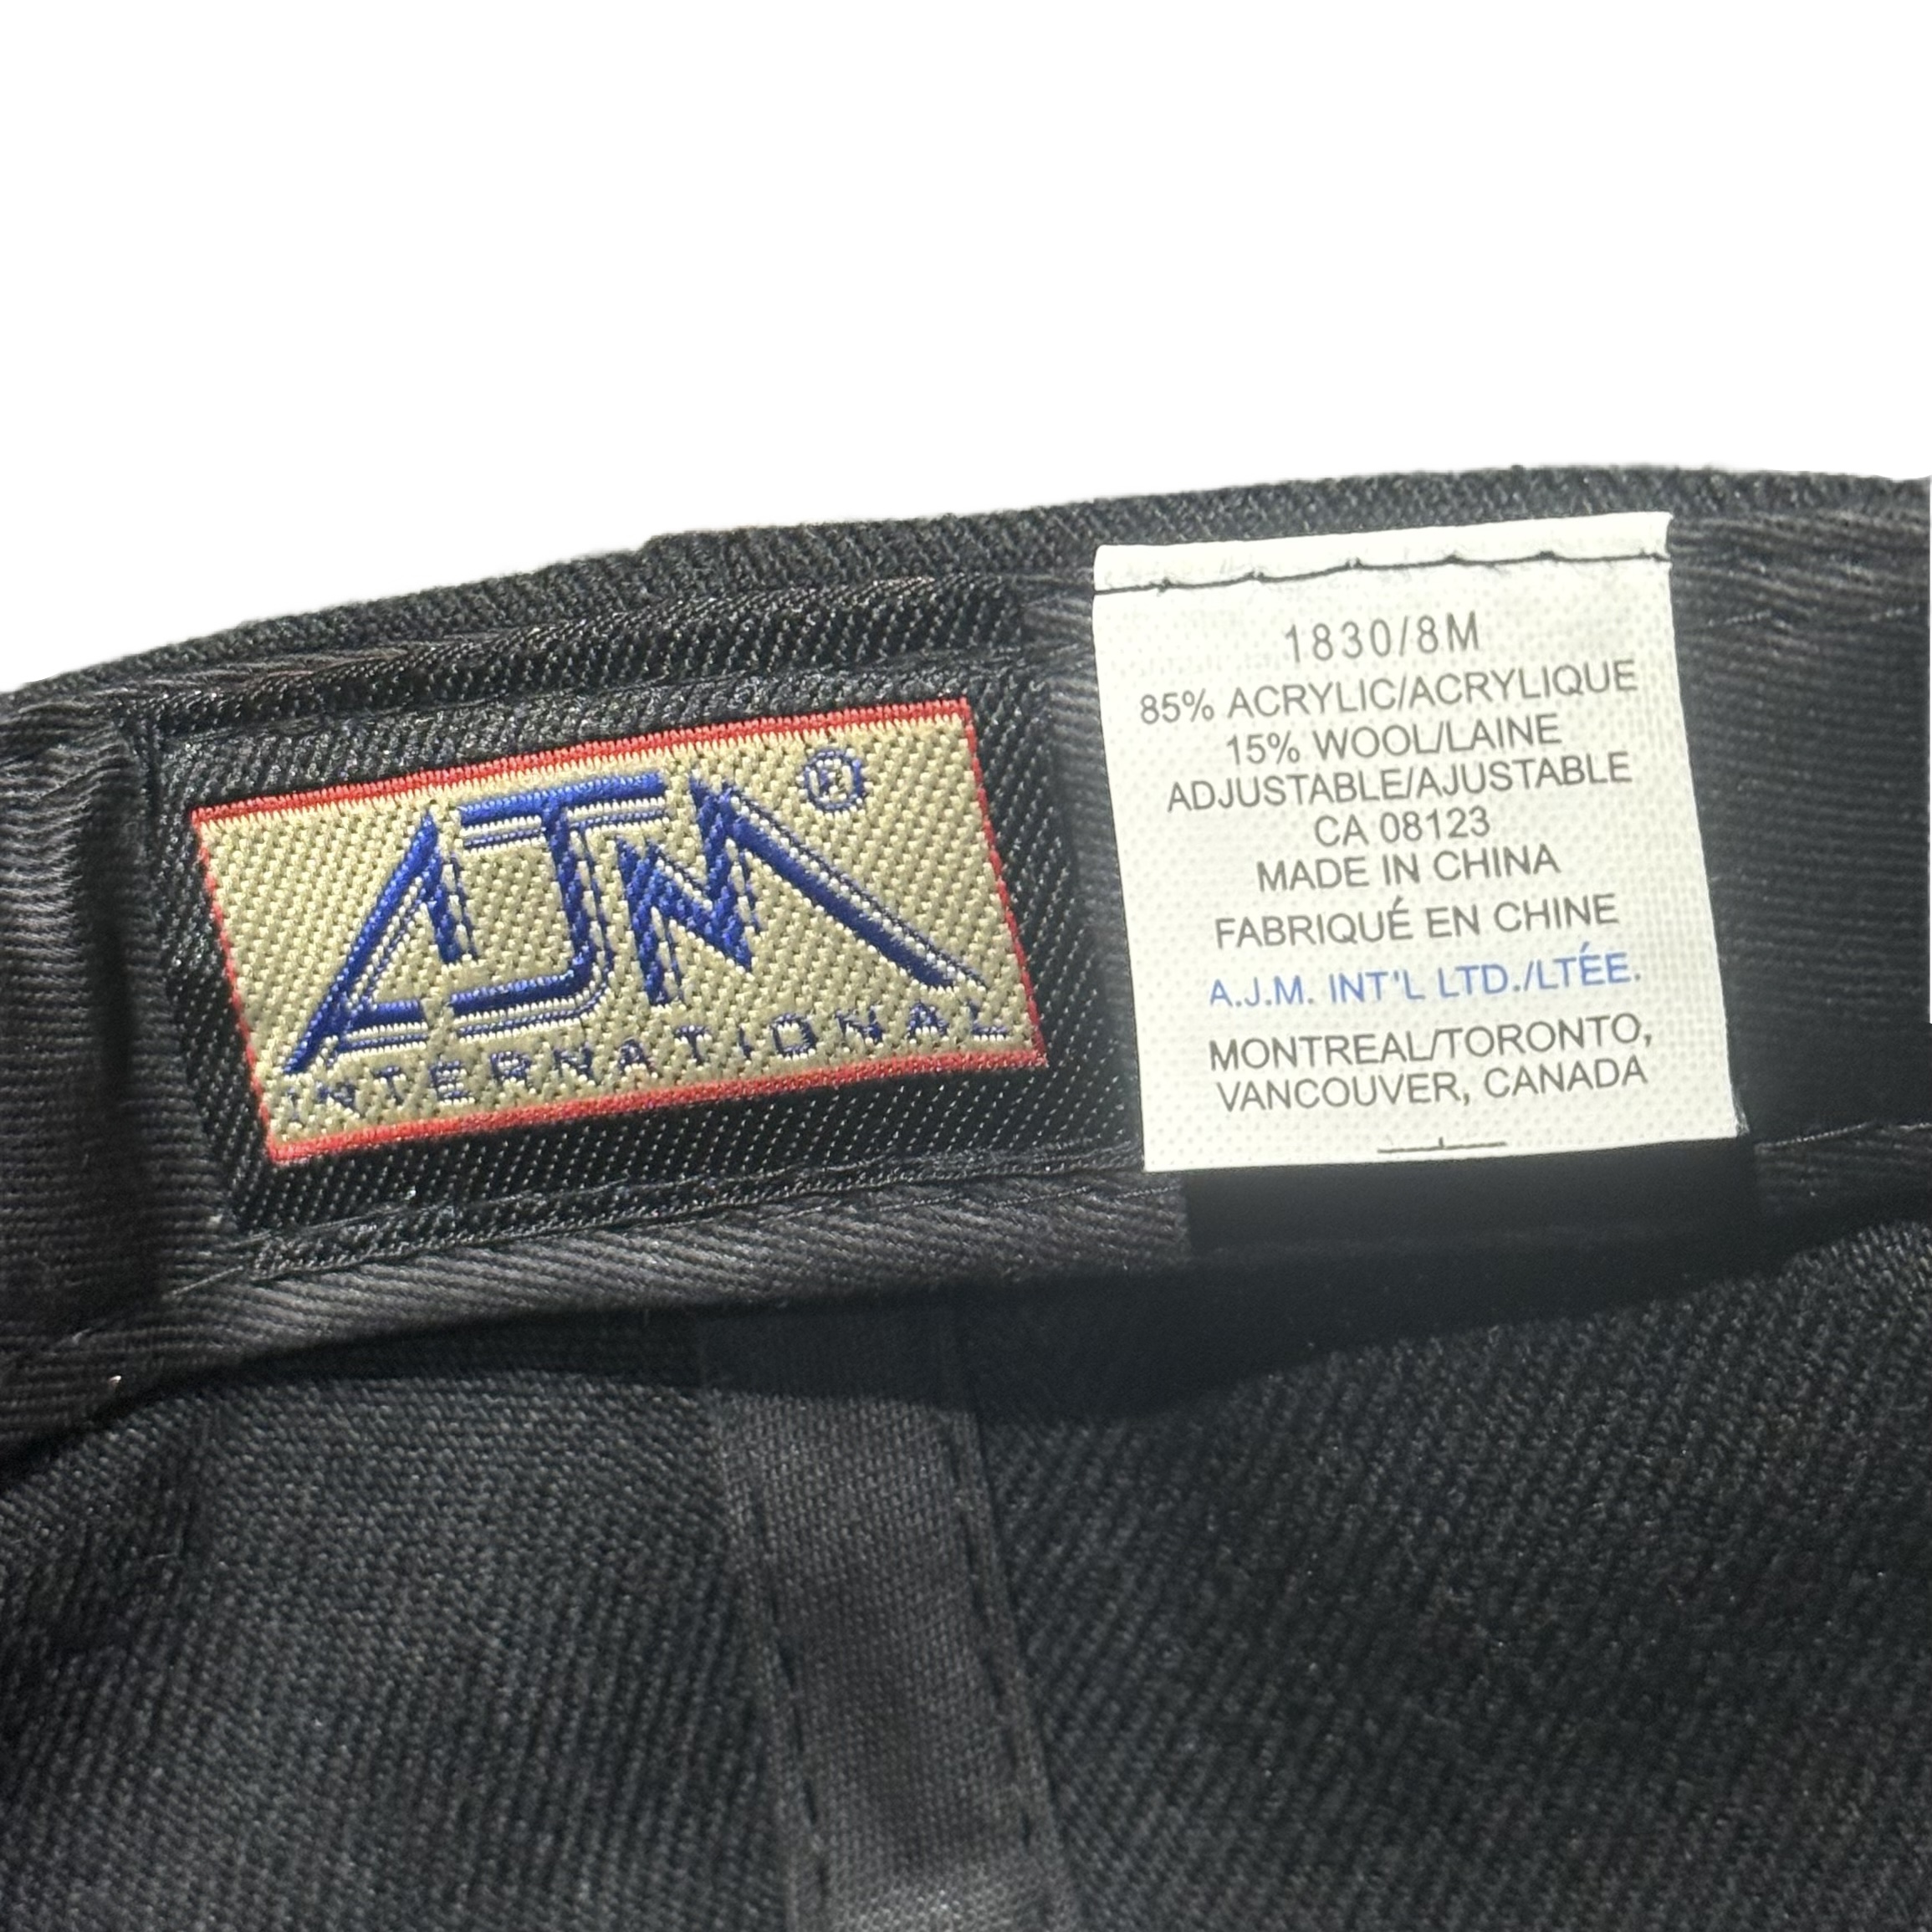 AJM®
INTERNATIONAL
1830/8M
85% ACRYLIC/ACRYLIQUE
15% WOOL/LAINE
ADJUSTABLE/AJUSTABLE
CA 08123
MADE IN CHINA
FABRIQUÉ EN CHINE
A.J.M. INT'L LTD./LTÉE.
MONTREAL/TORONTO,
VANCOUVER, CANADA